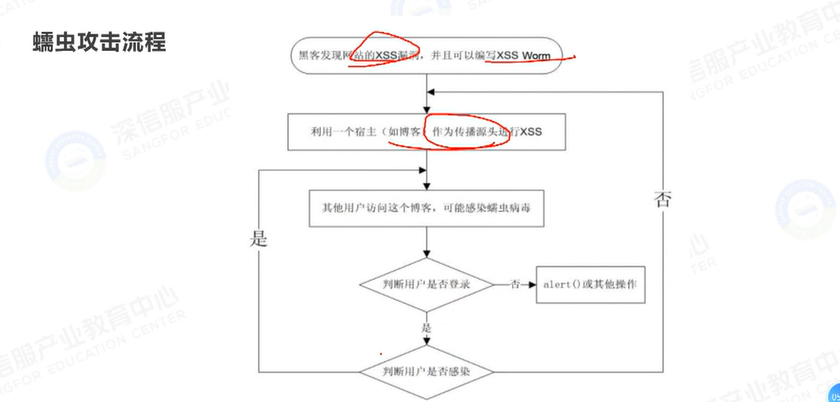 蠕虫攻击流程
黑客发现网站的XSS漏洞，并且可以编写XSS Worm
利用一个宿主（如博客）作为传播源头进行XSS
其他用户访问这个博客，可能感染蠕虫病毒
是
否
判断用户是否登录
否
alert()或其他操作
是
判断用户是否感染
深信服产业教育中心
SANGFOR EDUCATION CENTER